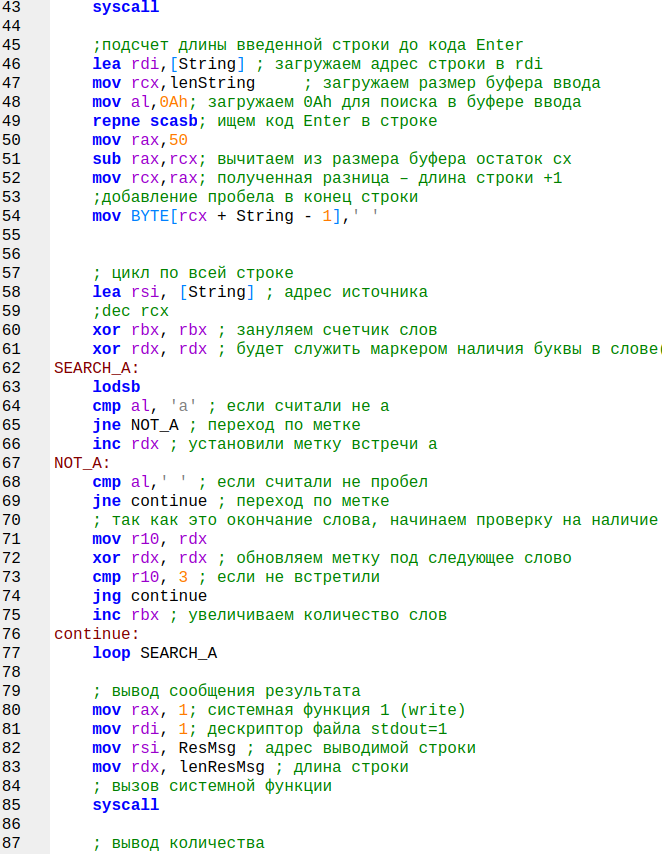 43 syscall
44
45 ;подсчет длины введенной строки до кода Enter
46 lea rdi,[String] ; загружаем адрес строки в rdi
47 mov rcx,lenString ; загружаем размер буфера ввода
48 mov al,0Ah; загружаем 0Ah для поиска в буфере ввода
49 repne scasb; ищем код Enter в строке
50 mov rax,50
51 sub rax,rcx; вычитаем из размера буфера остаток cx
52 mov rcx,rax; полученная разница – длина строки +1
53 ;добавление пробела в конец строки
54 mov BYTE[rcx + String - 1],' '
55
56
57 ; цикл по всей строке
58 lea rsi, [String] ; адрес источника
59 ;dec rcx
60 xor rbx, rbx ; зануляем счетчик слов
61 xor rdx, rdx ; будет служить маркером наличия буквы в слове(
62 SEARCH_A:
63 lodsb
64 cmp al, 'a' ; если считали не а
65 jne NOT_A ; переход по метке
66 inc rdx ; установили метку встречи а
67 NOT_A:
68 cmp al,' ' ; если считали не пробел
69 jne continue ; переход по метке
70 ; так как это окончание слова, начинаем проверку на наличие
71 mov r10, rdx
72 xor rdx, rdx ; обновляем метку под следующее слово
73 cmp r10, 3 ; если не встретили
74 jng continue
75 inc rbx ; увеличиваем количество слов
76 continue:
77 loop SEARCH_A
78
79 ; вывод сообщения результата
80 mov rax, 1; системная функция 1 (write)
81 mov rdi, 1; дескриптор файла stdout=1
82 mov rsi, ResMsg ; адрес выводимой строки
83 mov rdx, lenResMsg ; длина строки
84 ; вызов системной функции
85 syscall
86
87 ; вывод количества